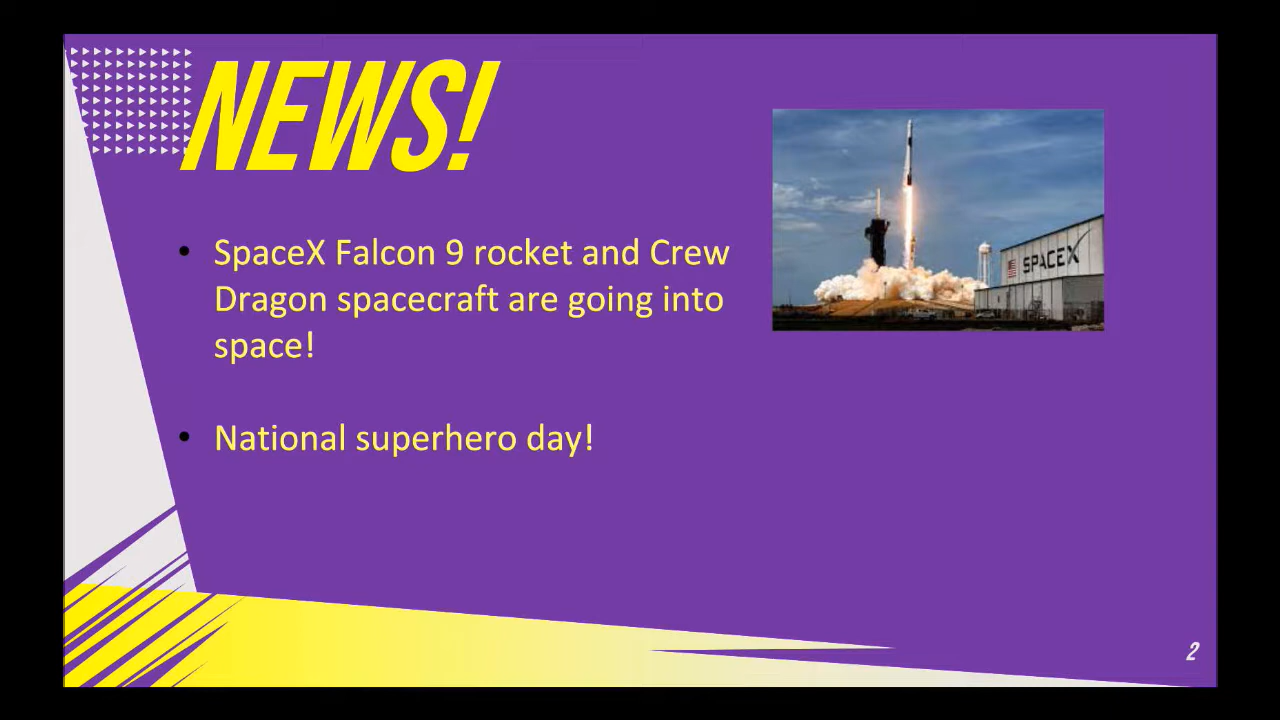 NEWS!
• SpaceX Falcon 9 rocket and Crew
Dragon spacecraft are going into
space!
• National superhero day!
SPACEX
2